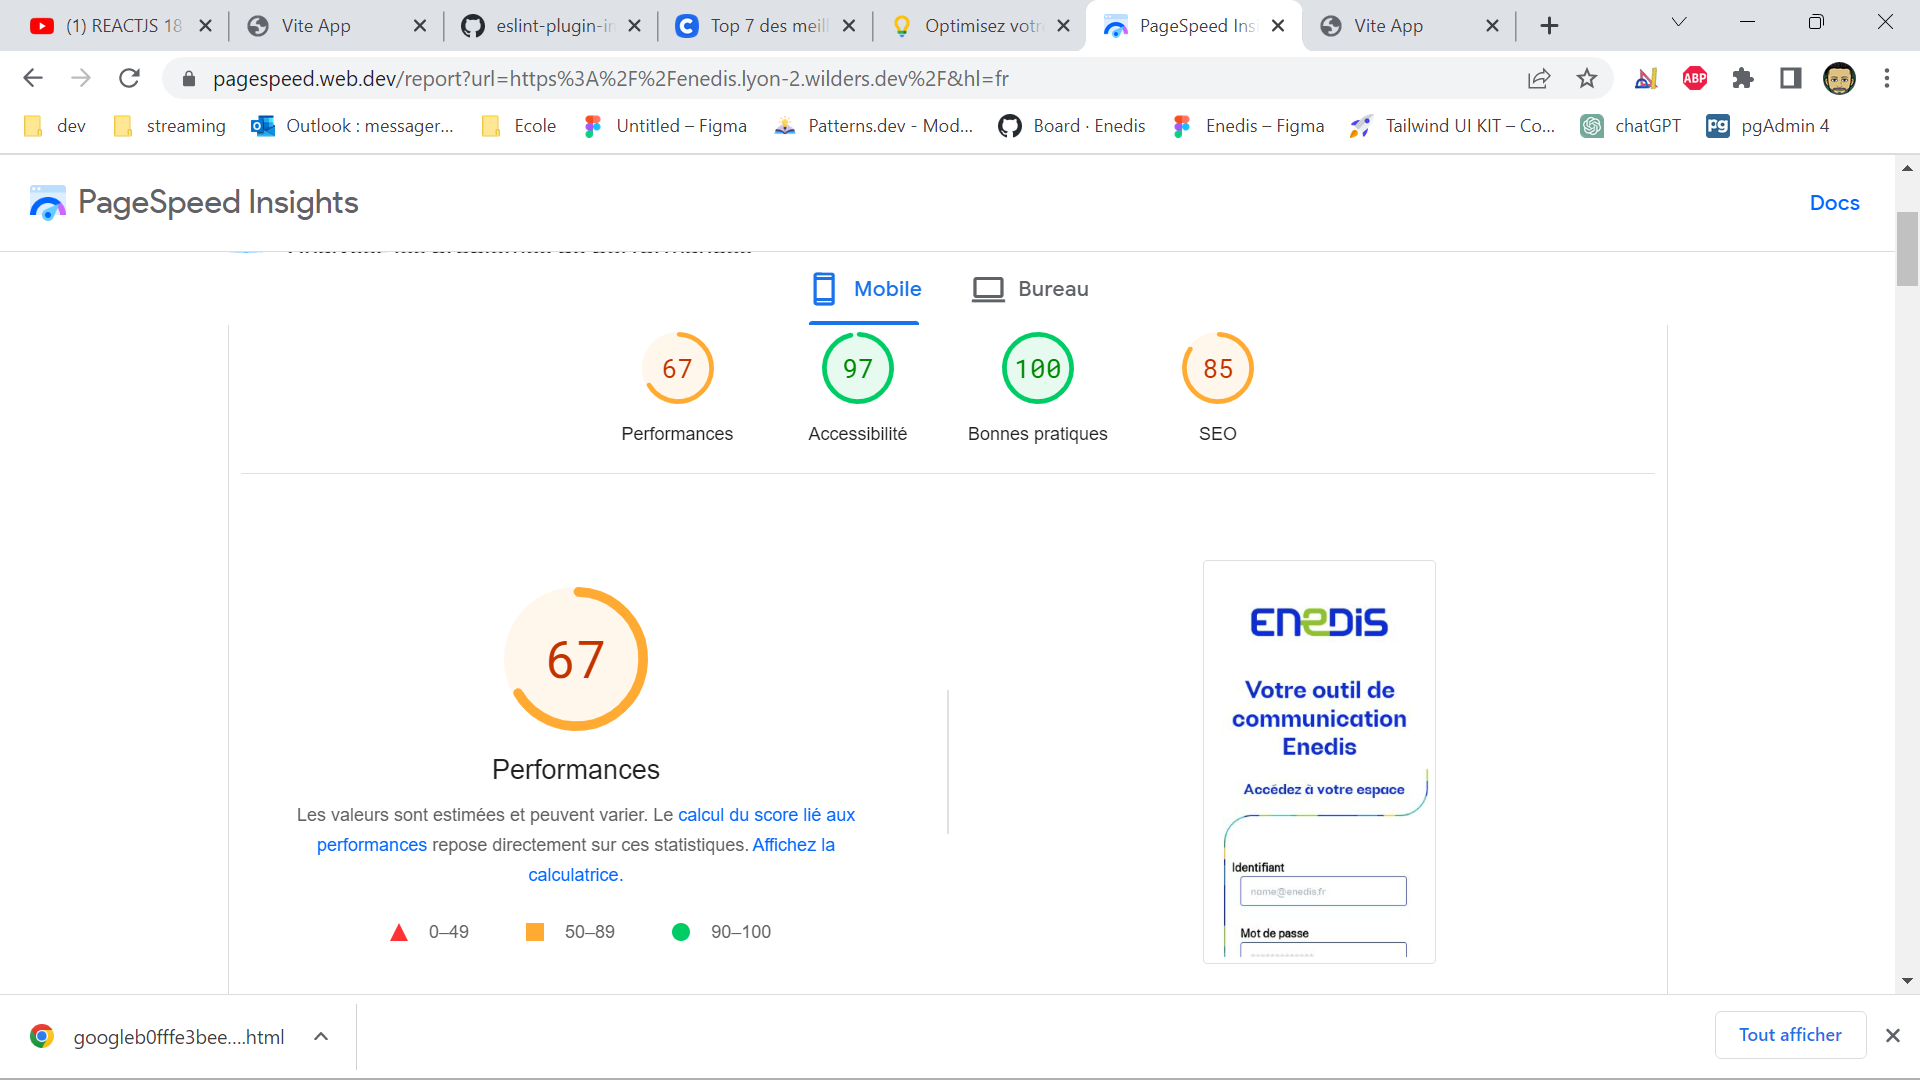 (1) REACTJS 18
Vite App
eslint-plugin-in
Top 7 des meill
Optimisez votr
PageSpeed Ins
Vite App
pagespeed.web.dev/report?url=https%3A%2F%2Fenedis.lyon-2.wilders.dev%2F&hl=fr
ABP
dev
streaming
Outlook : messager...
Ecole
Untitled – Figma
Patterns.dev - Mod...
Board · Enedis
Enedis – Figma
Tailwind UI KIT – Co...
chatGPT
pg
pgAdmin 4
PageSpeed Insights
Docs
Mobile
Bureau
67
97
100
85
Performances
Accessibilité
Bonnes pratiques
SEO
67
Performances
Les valeurs sont estimées et peuvent varier. Le calcul du score lié aux
performances repose directement sur ces statistiques. Affichez la
calculatrice.
0–49
50–89
90–100
ENEDIS
Votre outil de
communication
Enedis
Accédez à votre espace
Identifiant
name@enedis.fr
Mot de passe
googleb0fffe3bee....html
Tout afficher